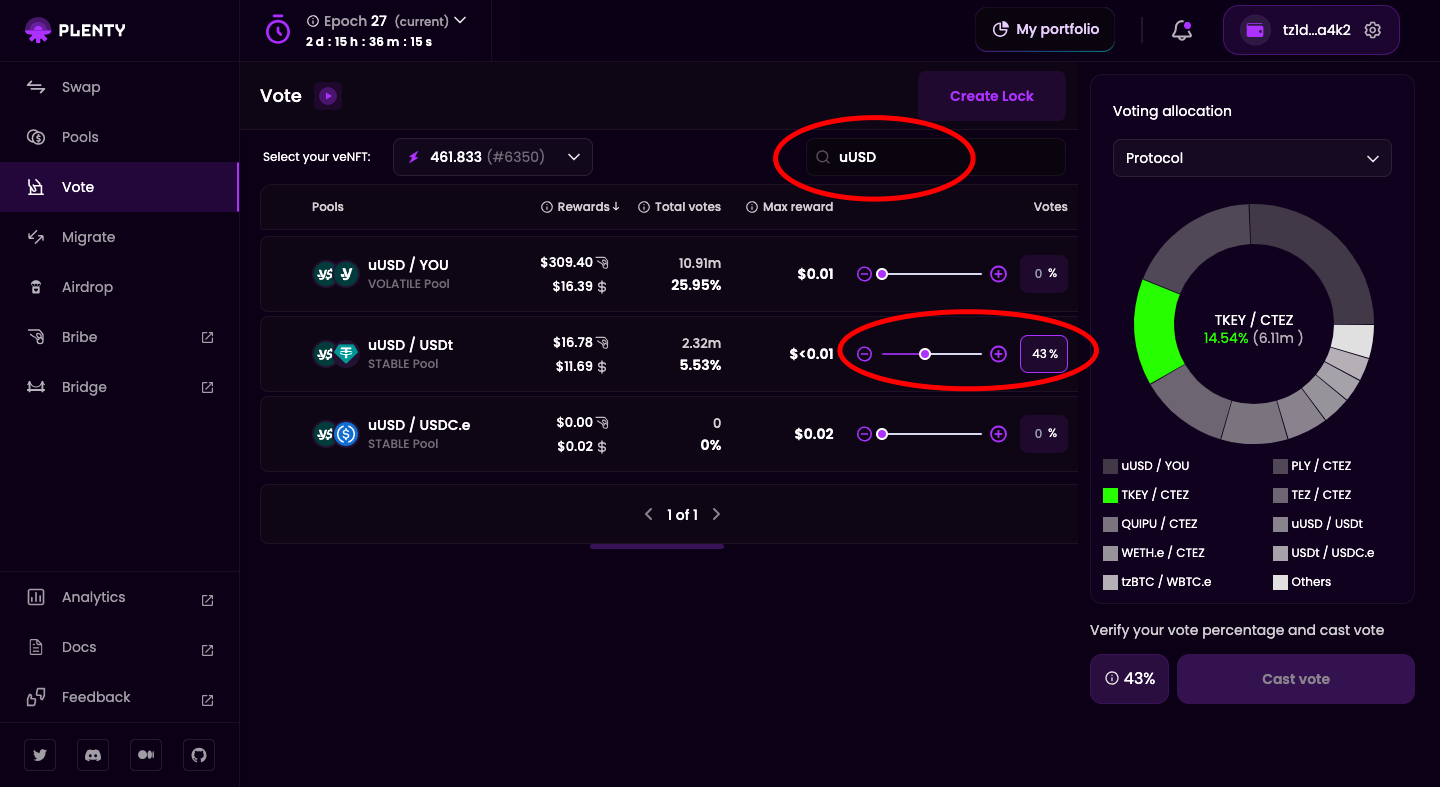 PLENTY
Epoch 27 (current)
2 d : 15 h : 36 m : 15 s
My portfolio
tz1d...a4k2
Swap
Pools
Vote
Migrate
Airdrop
Bribe
Bridge
Analytics
Docs
Feedback
Vote
Create Lock
Select your veNFT:
461.833 (#6350)
uUSD
Pools
Rewards↓
Total votes
Max reward
Votes
uUSD / YOU
VOLATILE Pool
$309.40
$16.39 $
10.91m
25.95%
$0.01
0 %
uUSD / USDt
STABLE Pool
$16.78
$11.69 $
2.32m
5.53%
$<0.01
43 %
uUSD / USDC.e
STABLE Pool
$0.00
$0.02 $
0
0%
$0.02
0 %
1 of 1
Voting allocation
Protocol
TKEY / CTEZ
14.54% (6.11m )
uUSD / YOU
PLY / CTEZ
TKEY / CTEZ
TEZ / CTEZ
QUIPU / CTEZ
uUSD / USDt
WETH.e / CTEZ
USDt / USDC.e
tzBTC / WBTC.e
Others
Verify your vote percentage and cast vote
43%
Cast vote